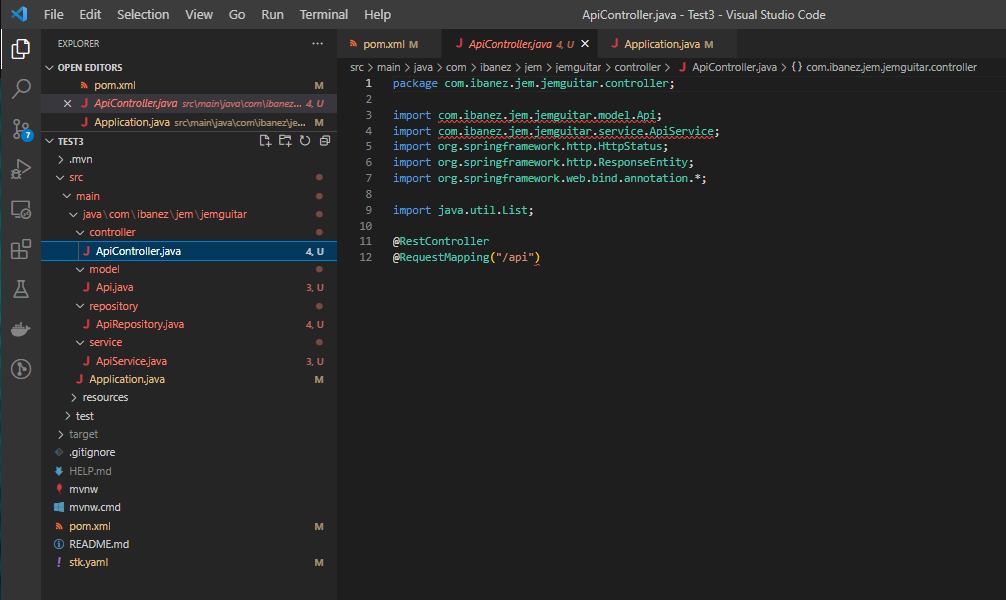 File Edit Selection View Go Run Terminal Help ApiController.java - Test3 - Visual Studio Code
EXPLORER ...
pom.xml M ApiController.java 4, U Application.java M
OPEN EDITORS
pom.xml M
ApiController.java src\main\java\com\ibanez... 4, U
Application.java src\main\java\com\ibanez\je... M
TEST3
.mvn
src
main
java\com\ibanez\jem\jemguitar
controller
ApiController.java 4, U
model
Api.java 3, U
repository
ApiRepository.java 4, U
service
ApiService.java 3, U
Application.java M
resources
test
target
.gitignore
HELP.md
mvnw
mvnw.cmd
pom.xml M
README.md
stk.yaml M
7
src > main > java > com > ibanez > jem > jemguitar > controller > ApiController.java > {} com.ibanez.jem.jemguitar.controller
1 package com.ibanez.jem.jemguitar.controller;
2
3 import com.ibanez.jem.jemguitar.model.Api;
4 import com.ibanez.jem.jemguitar.service.ApiService;
5 import org.springframework.http.HttpStatus;
6 import org.springframework.http.ResponseEntity;
7 import org.springframework.web.bind.annotation.*;
8
9 import java.util.List;
10
11 @RestController
12 @RequestMapping("/api")